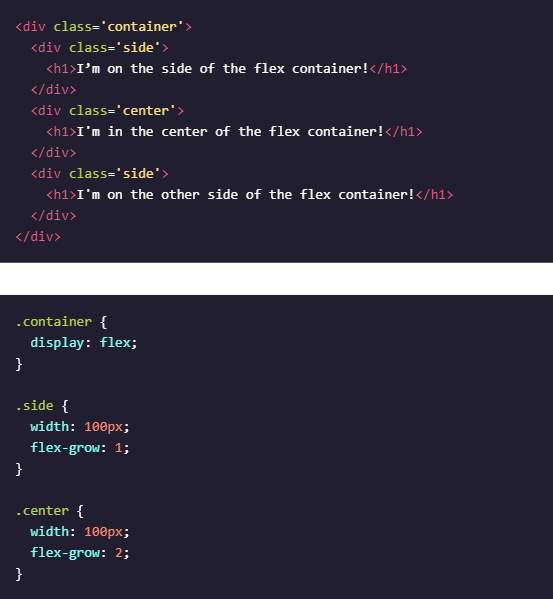 <div class='container'>
  <div class='side'>
    <h1>I’m on the side of the flex container!</h1>
  </div>
  <div class='center'>
    <h1>I'm in the center of the flex container!</h1>
  </div>
  <div class='side'>
    <h1>I'm on the other side of the flex container!</h1>
  </div>
</div>
.container {
  display: flex;
}
.side {
  width: 100px;
  flex-grow: 1;
}
.center {
  width: 100px;
  flex-grow: 2;
}